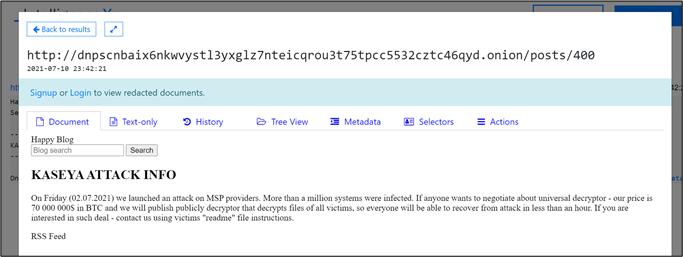 Back to results
http://dnpscnbaix6nkwvystl3yxglz7nteicqrou3t75tpcc5532cztc46qyd.onion/posts/400
2021-07-10 23:42:21
Signup or Login to view redacted documents.
Document Text-only History Tree View Metadata Selectors Actions
Happy Blog
Blog search Search
KASEYA ATTACK INFO
On Friday (02.07.2021) we launched an attack on MSP providers. More than a million systems were infected. If anyone wants to negotiate about universal decryptor - our price is
70 000 000$ in BTC and we will publish publicly decryptor that decrypts files of all victims, so everyone will be able to recover from attack in less than an hour. If you are
interested in such deal - contact us using victims "readme" file instructions.
RSS Feed